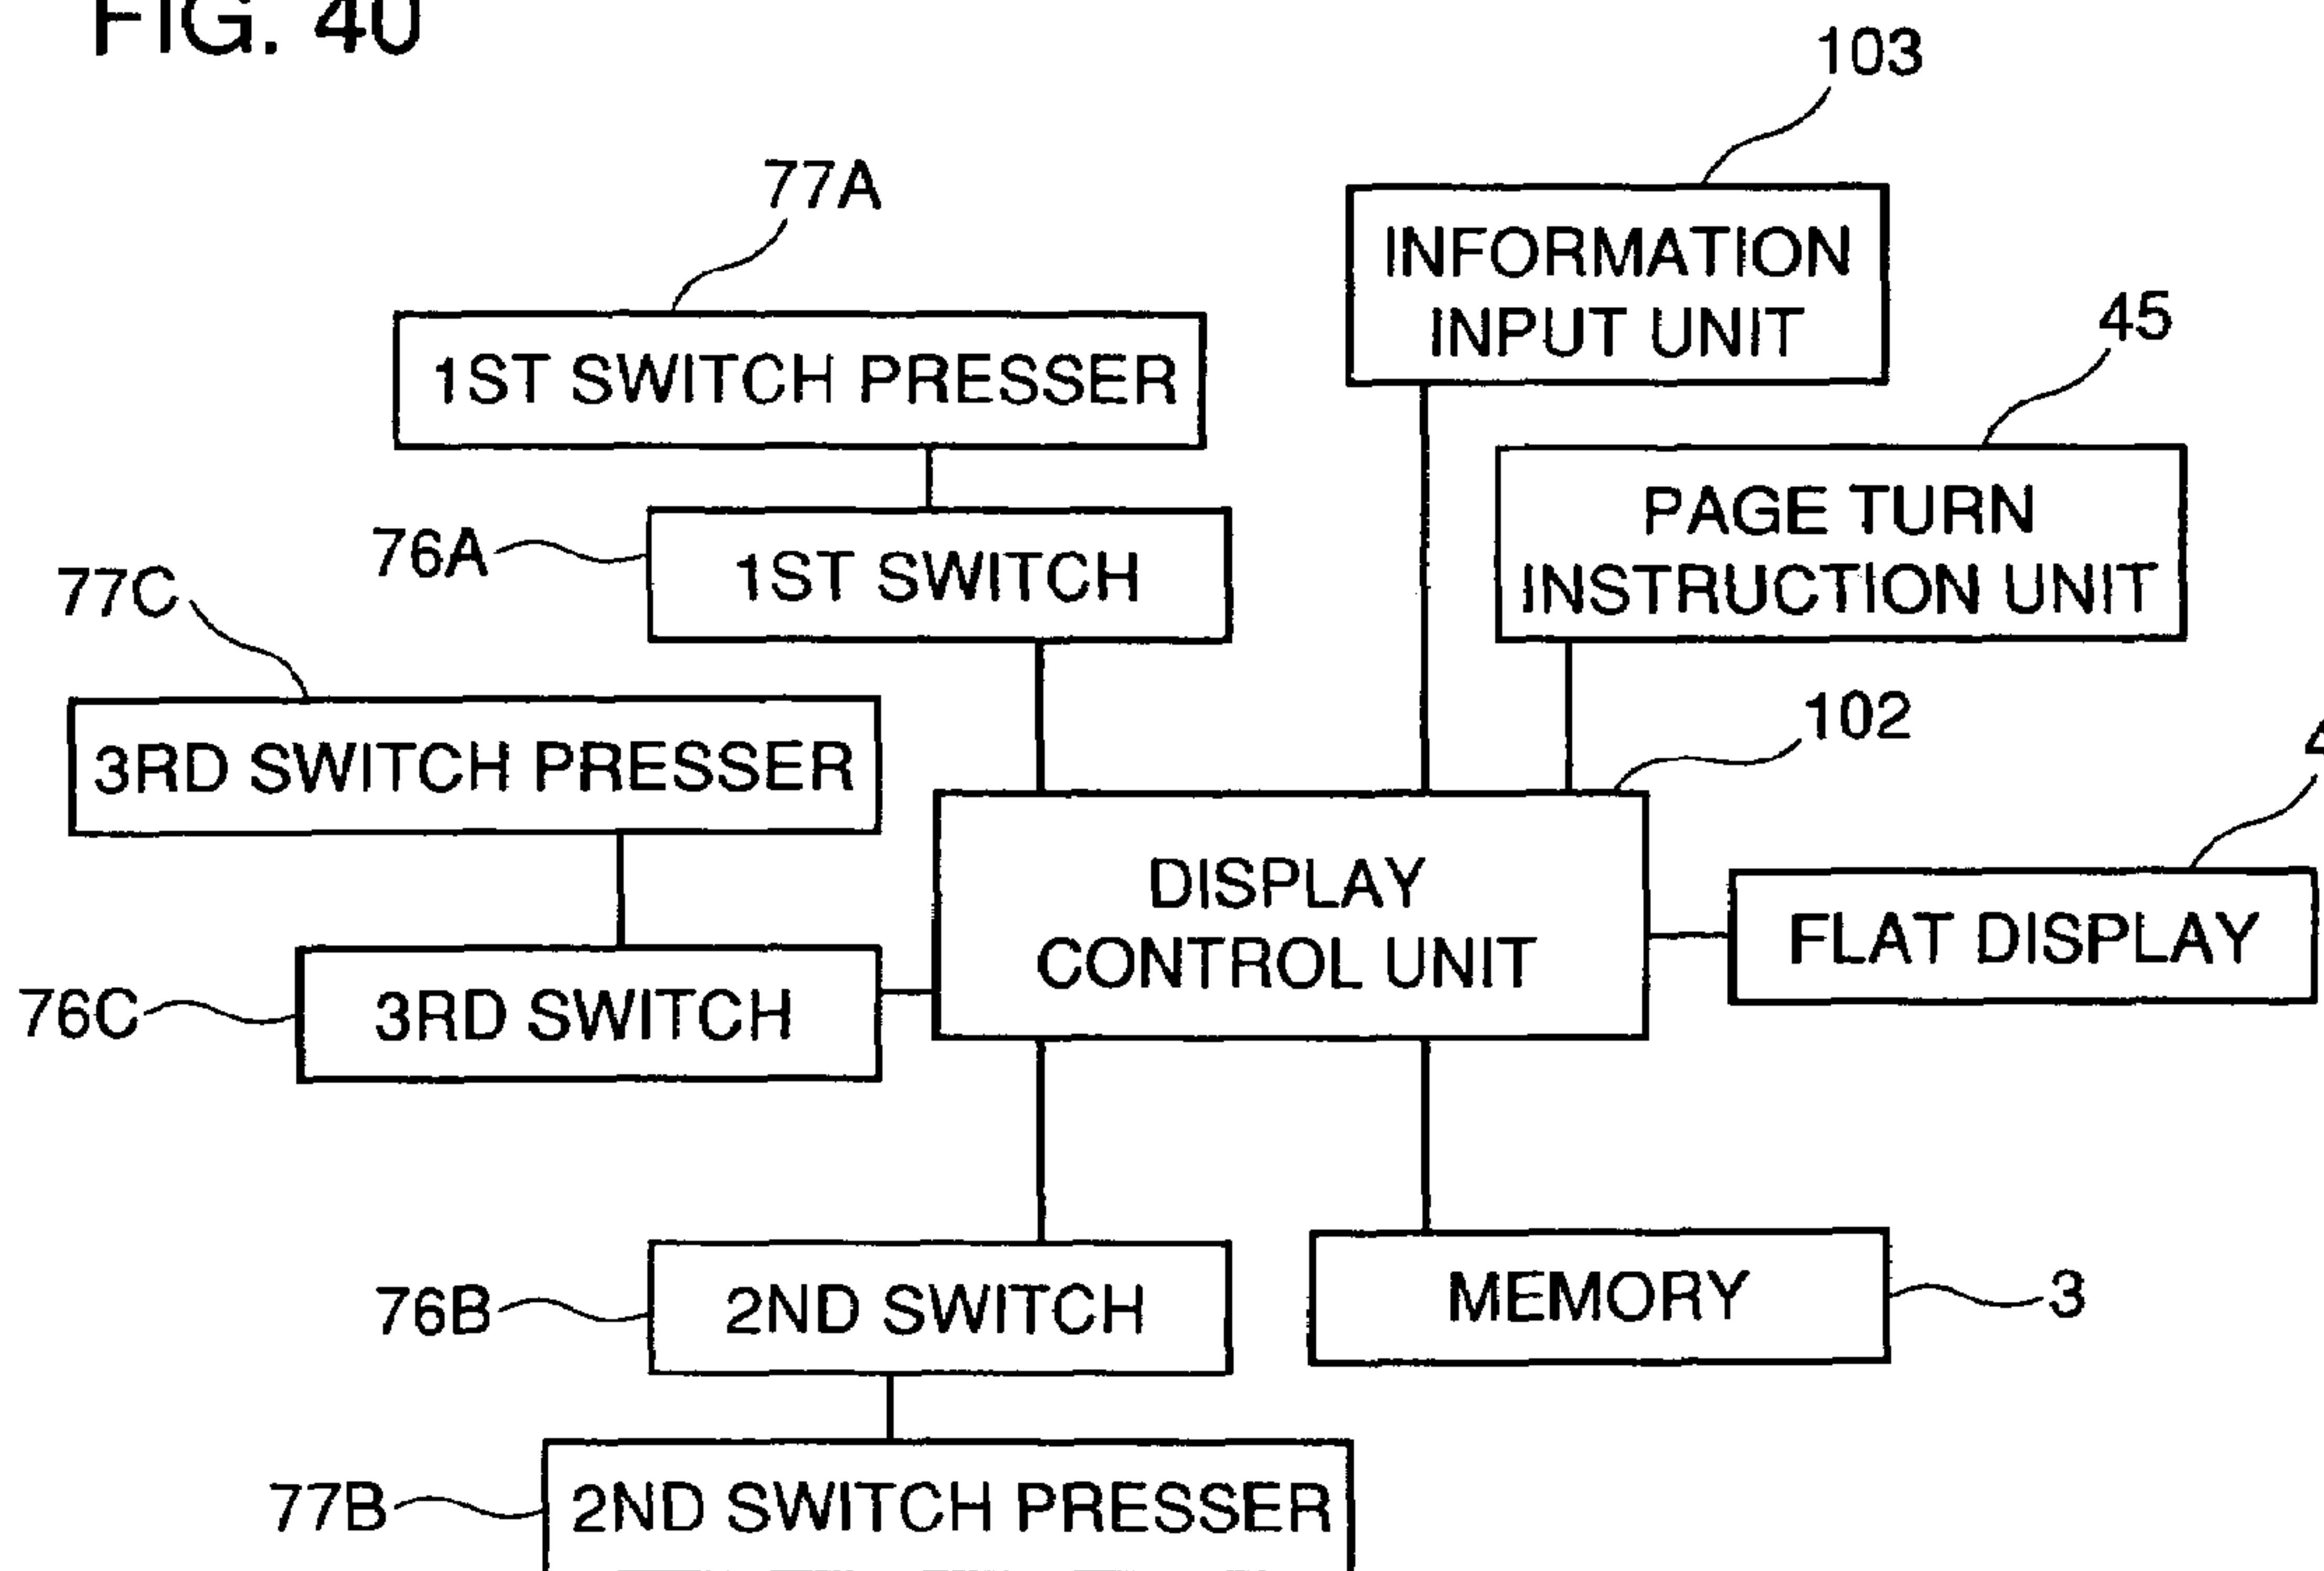 FIG. 40
103
77A
INFORMATION
INPUT UNIT
45
1ST SWITCH PRESSER
PAGE TURN
INSTRUCTION UNIT
76A
1ST SWITCH
77C
102
3RD SWITCH PRESSER
DISPLAY
CONTROL UNIT
FLAT DISPLAY
76C
3RD SWITCH
76B
2ND SWITCH
MEMORY
3
77B
2ND SWITCH PRESSER